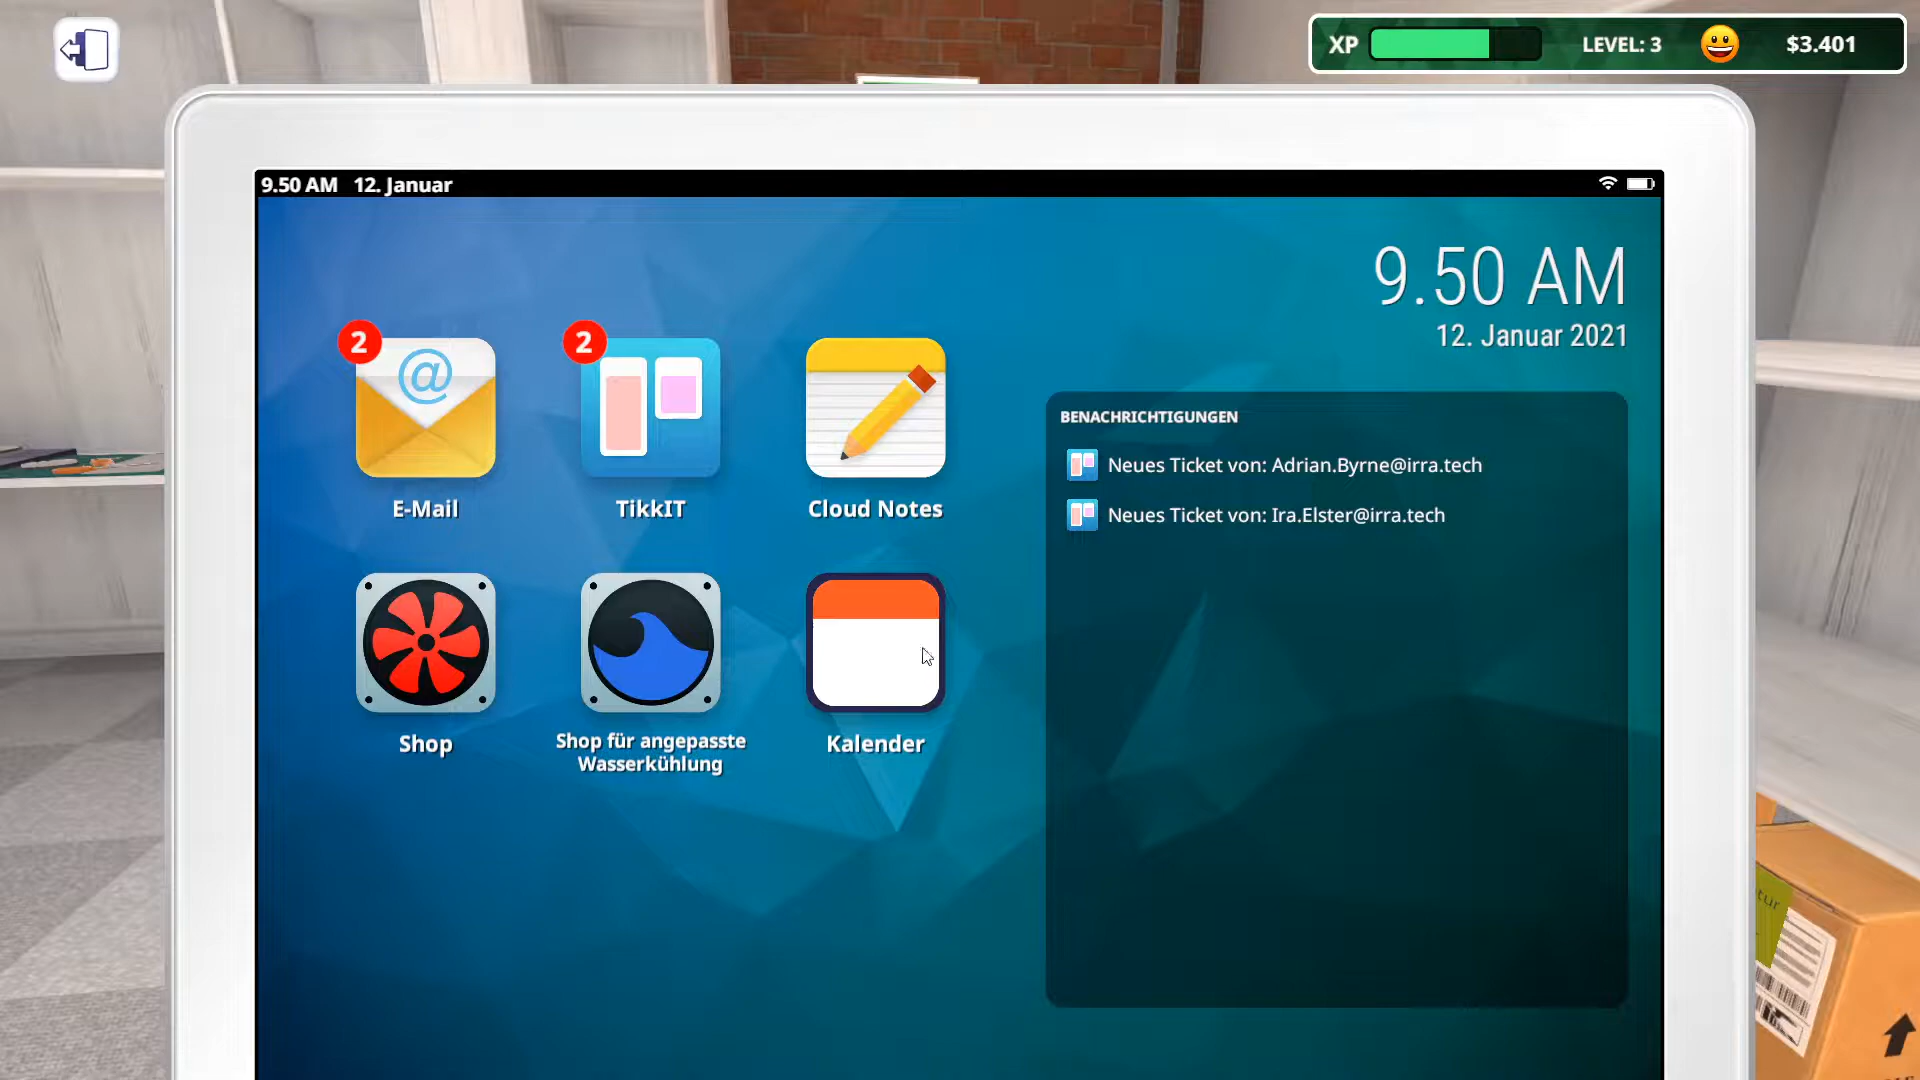 XP LEVEL: 3 $3.401
9.50 AM 12. Januar
9.50 AM
12. Januar 2021
2
2
@
E-Mail
TikkIT
Cloud Notes
BENACHRICHTIGUNGEN
Neues Ticket von: Adrian.Byrne@irra.tech
Neues Ticket von: Ira.Elster@irra.tech
Shop
Shop für angepasste
Wasserkühlung
Kalender